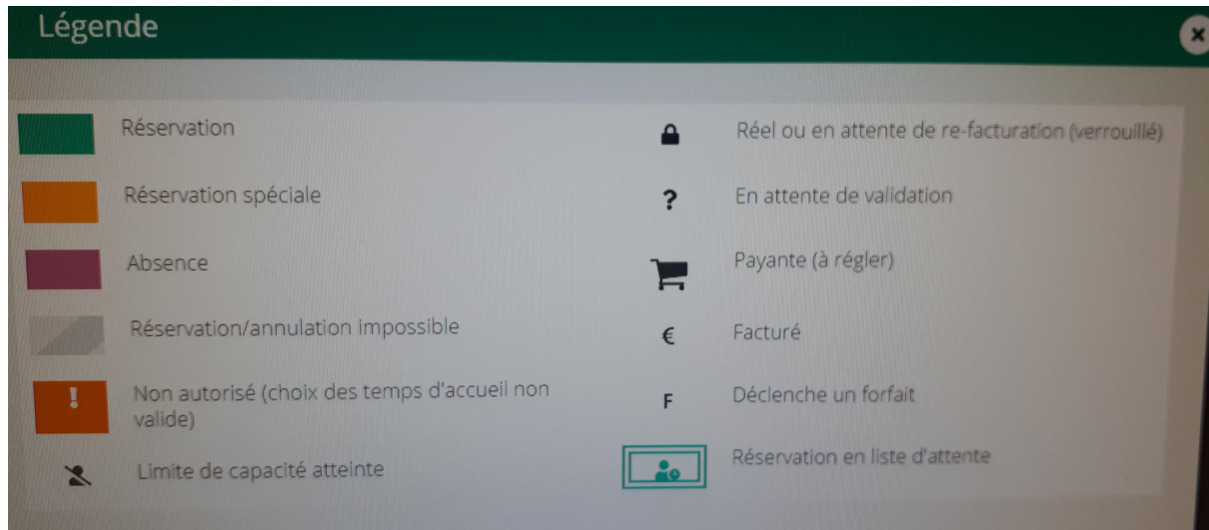 Légende
Réservation
Réservation spéciale
Absence
Réservation/annulation impossible
! Non autorisé (choix des temps d'accueil non
valide)
Limite de capacité atteinte
Réel ou en attente de re-facturation (verrouillé)
? En attente de validation
Payante (à régler)
€ Facturé
F Déclenche un forfait
Réservation en liste d'attente